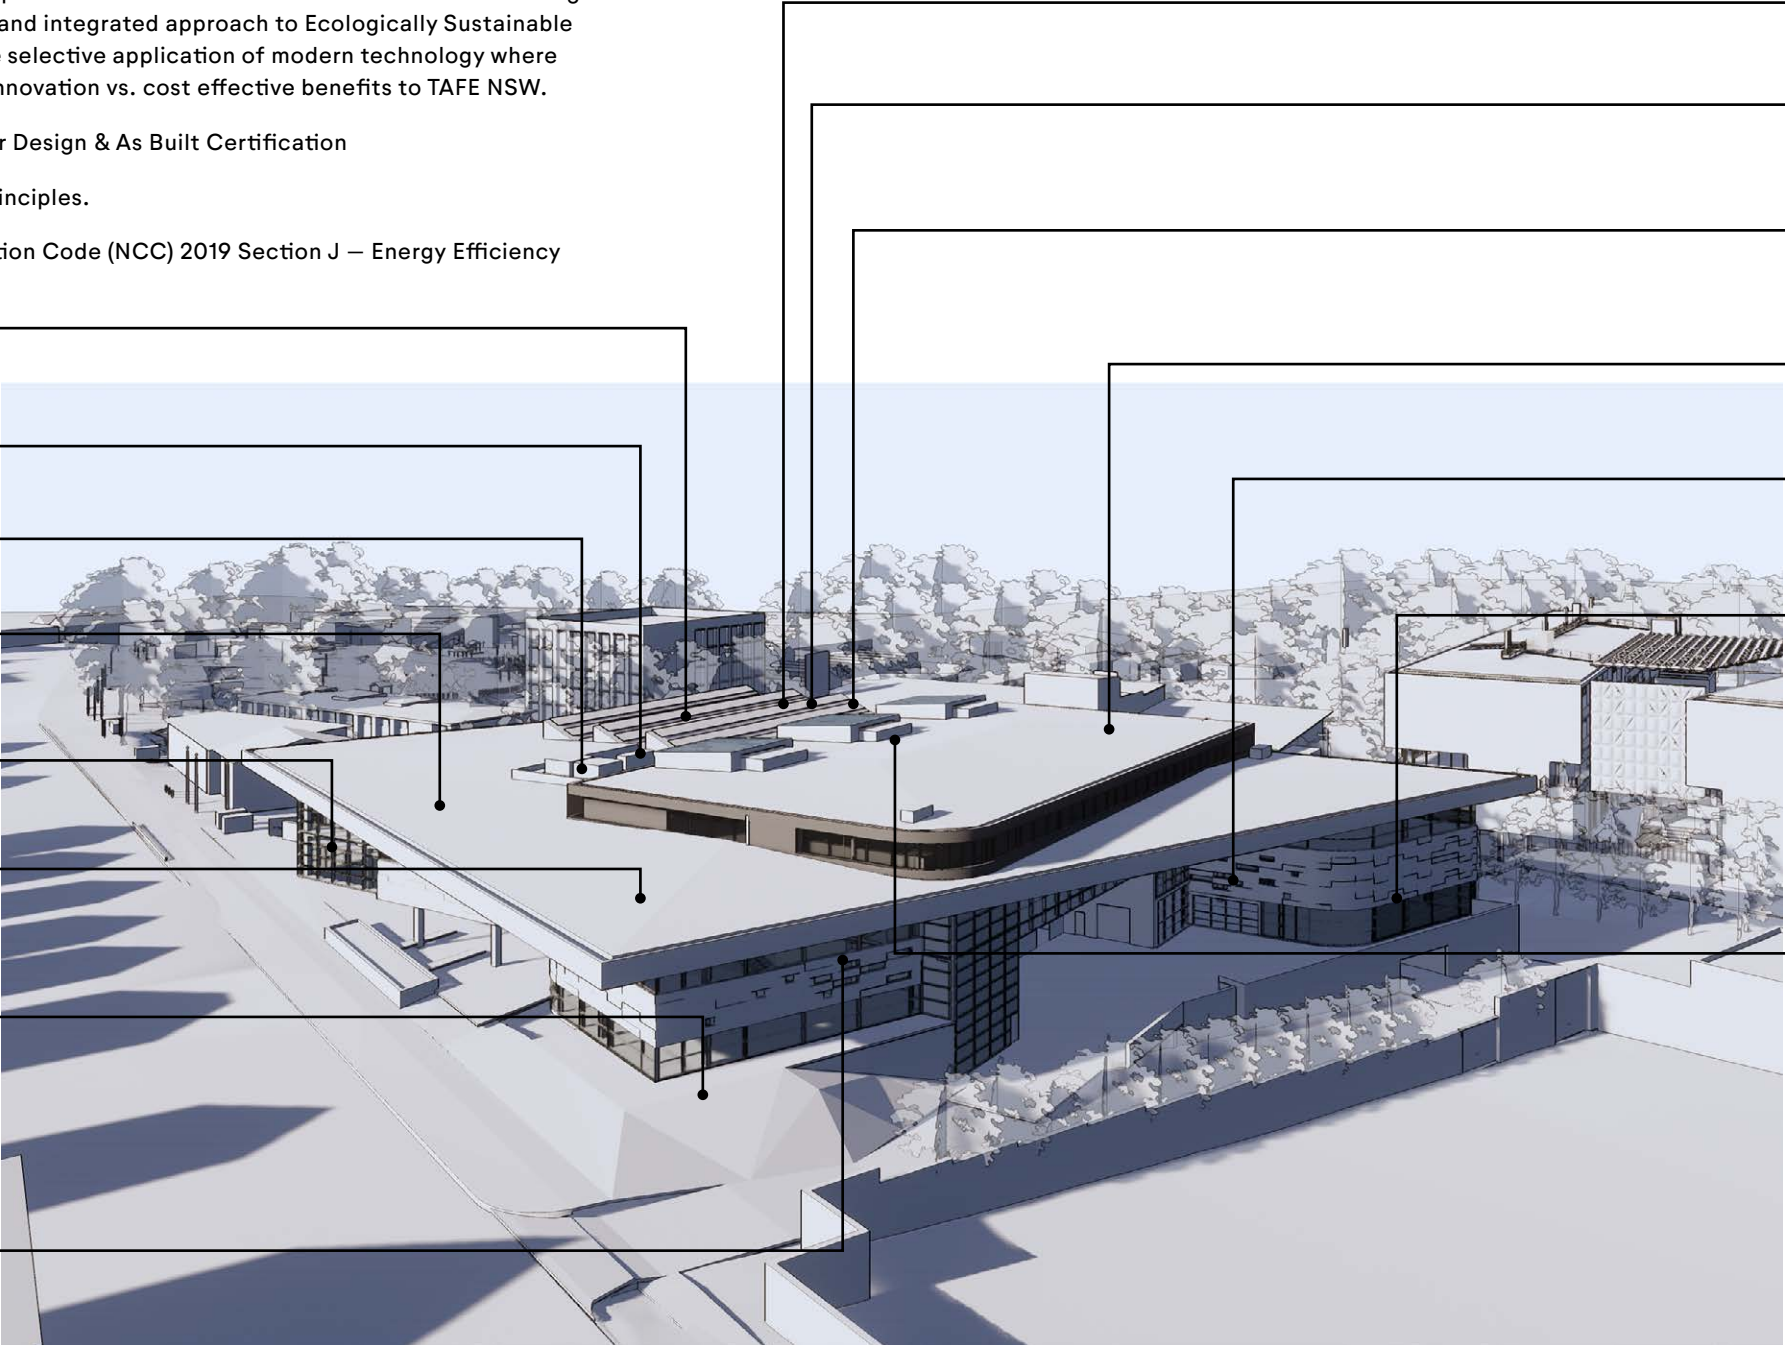 and integrated approach to Ecologically Sustainable
selective application of modern technology where
nnovation vs. cost effective benefits to TAFE NSW.
r Design & As Built Certification
inciples.
tion Code (NCC) 2019 Section J — Energy Efficiency